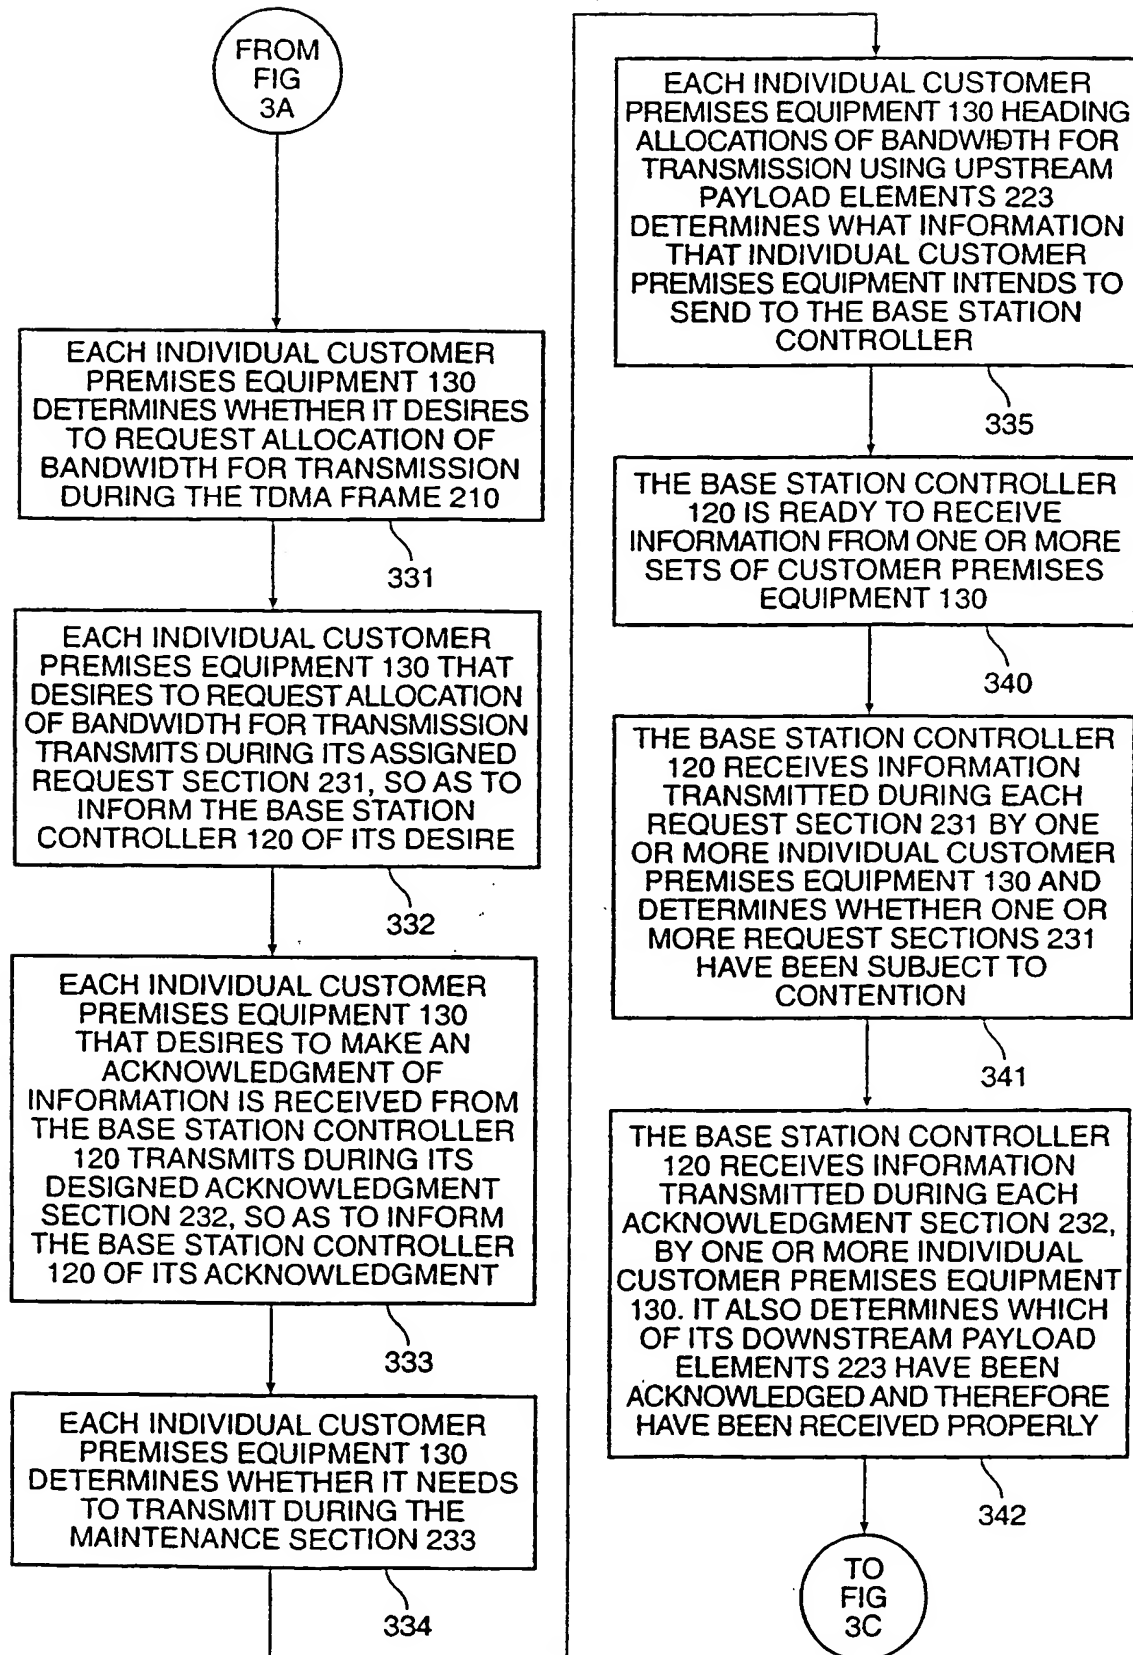 FROM
FIG
3A
EACH INDIVIDUAL CUSTOMER
PREMISES EQUIPMENT 130
DETERMINES WHETHER IT DESIRES
TO REQUEST ALLOCATION OF
BANDWIDTH FOR TRANSMISSION
DURING THE TDMA FRAME 210
331
EACH INDIVIDUAL CUSTOMER
PREMISES EQUIPMENT 130 THAT
DESIRES TO REQUEST ALLOCATION
OF BANDWIDTH FOR TRANSMISSION
TRANSMITS DURING ITS ASSIGNED
REQUEST SECTION 231, SO AS TO
INFORM THE BASE STATION
CONTROLLER 120 OF ITS DESIRE
332
EACH INDIVIDUAL CUSTOMER
PREMISES EQUIPMENT 130
THAT DESIRES TO MAKE AN
ACKNOWLEDGMENT OF
INFORMATION IS RECEIVED FROM
THE BASE STATION CONTROLLER
120 TRANSMITS DURING ITS
DESIGNED ACKNOWLEDGMENT
SECTION 232, SO AS TO INFORM
THE BASE STATION CONTROLLER
120 OF ITS ACKNOWLEDGMENT
333
EACH INDIVIDUAL CUSTOMER
PREMISES EQUIPMENT 130
DETERMINES WHETHER IT NEEDS
TO TRANSMIT DURING THE
MAINTENANCE SECTION 233
334
EACH INDIVIDUAL CUSTOMER
PREMISES EQUIPMENT 130 HEADING
ALLOCATIONS OF BANDWIDTH FOR
TRANSMISSION USING UPSTREAM
PAYLOAD ELEMENTS 223
DETERMINES WHAT INFORMATION
THAT INDIVIDUAL CUSTOMER
PREMISES EQUIPMENT INTENDS TO
SEND TO THE BASE STATION
CONTROLLER
335
THE BASE STATION CONTROLLER
120 IS READY TO RECEIVE
INFORMATION FROM ONE OR MORE
SETS OF CUSTOMER PREMISES
EQUIPMENT 130
340
THE BASE STATION CONTROLLER
120 RECEIVES INFORMATION
TRANSMITTED DURING EACH
REQUEST SECTION 231 BY ONE
OR MORE INDIVIDUAL CUSTOMER
PREMISES EQUIPMENT 130 AND
DETERMINES WHETHER ONE OR
MORE REQUEST SECTIONS 231
HAVE BEEN SUBJECT TO
CONTENTION
341
THE BASE STATION CONTROLLER
120 RECEIVES INFORMATION
TRANSMITTED DURING EACH
ACKNOWLEDGMENT SECTION 232,
BY ONE OR MORE INDIVIDUAL
CUSTOMER PREMISES EQUIPMENT
130. IT ALSO DETERMINES WHICH
OF ITS DOWNSTREAM PAYLOAD
ELEMENTS 223 HAVE BEEN
ACKNOWLEDGED AND THEREFORE
HAVE BEEN RECEIVED PROPERLY
342
TO
FIG
3C